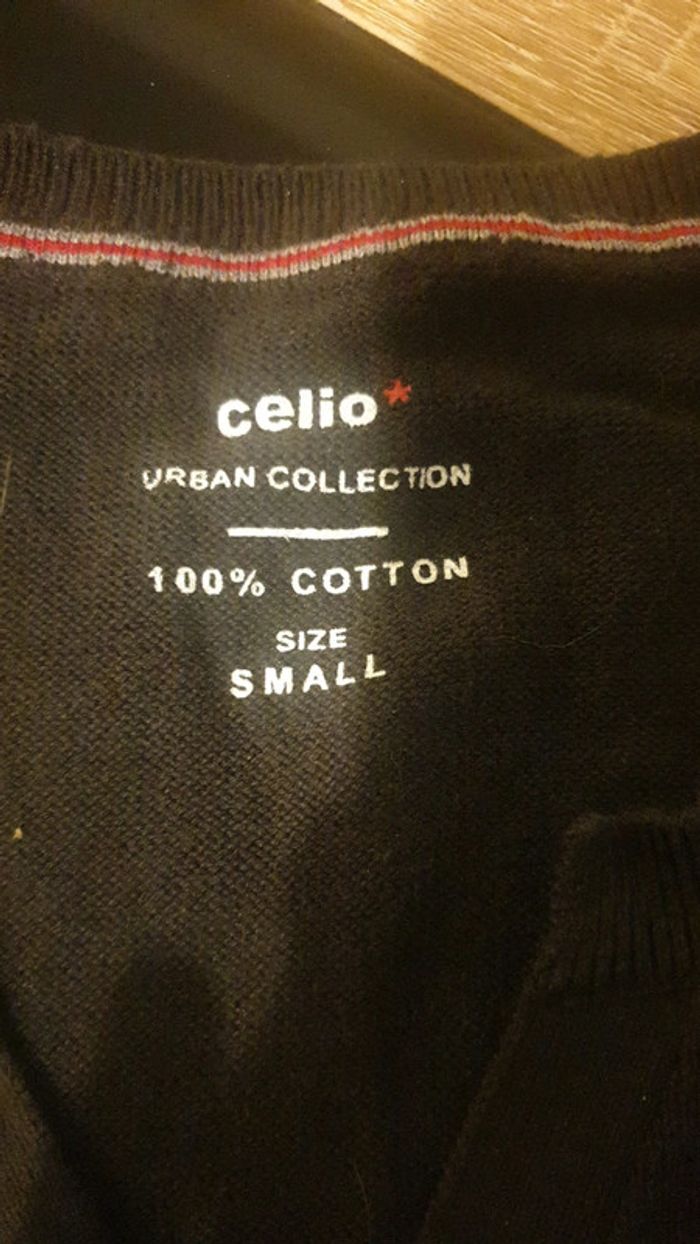 celio*
URBAN COLLECTION
100% COTTON
SIZE
SMALL